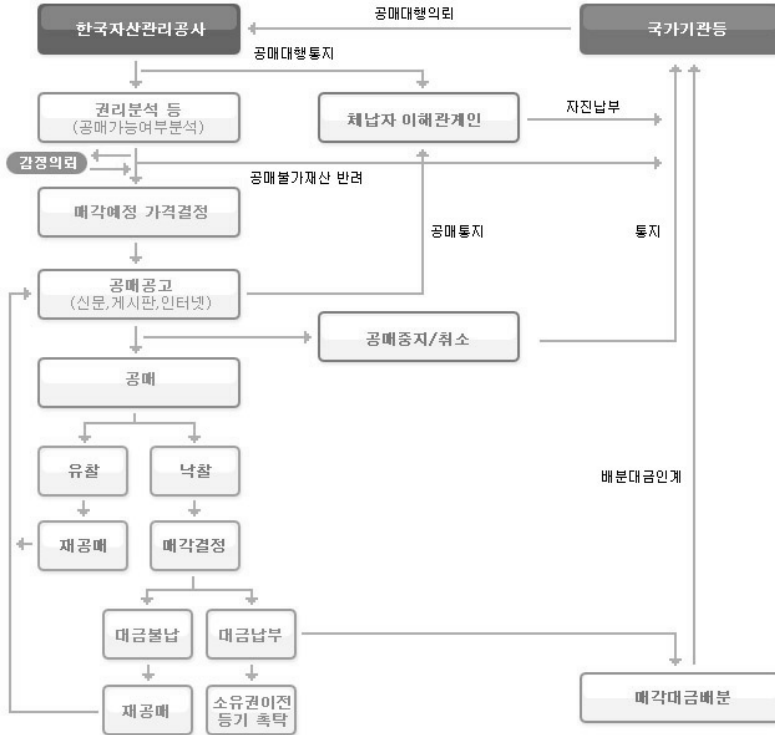 공매대행의뢰
한국자산관리공사
국가기관등
공매대행통지
권리분석 등
(공매가능여부분석)
체납자 이해관계인
자진납부
감정의뢰
공매불가재산 반려
매각예정 가격결정
공매통지
통지
공매공고
(신문,게시판,인터넷)
공매중지/취소
공매
유찰
낙찰
배분대금인계
재공매
매각결정
대금불납
대금납부
재공매
소유권이전
등기 촉탁
매각대금배분